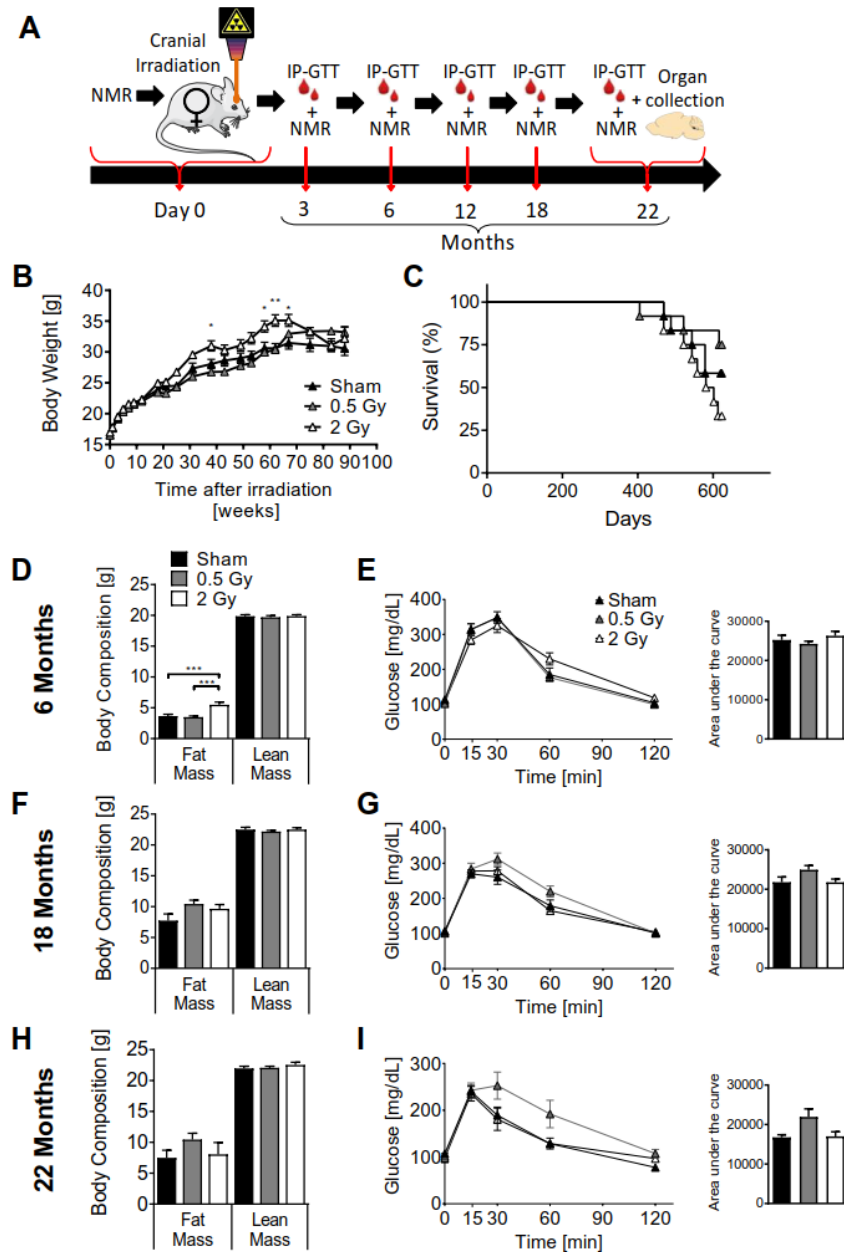 A
Cranial
Irradiation
NMR
IP-GTT
+
NMR
IP-GTT
+
NMR
IP-GTT
+
NMR
IP-GTT
+
NMR
IP-GTT
+
NMR
+ Organ
collection
Day 0
3
6
12
18
22
Months
B
Body Weight [g]
40
35
30
25
20
15
* * ** *
Sham
0.5 Gy
2 Gy
0 10 20 30 40 50 60 70 80 90 100
Time after irradiation
[weeks]
C
Survival (%)
100
75
50
25
0
0 200 400 600
Days
6 Months
D
Body Composition [g]
25
20
15
10
5
0
Sham
0.5 Gy
2 Gy
***
***
Fat
Mass
Lean
Mass
E
Glucose [mg/dL]
400
300
200
100
0
Sham
0.5 Gy
2 Gy
0 15 30 60 90 120
Time [min]
Area under the curve
30000
20000
10000
0
18 Months
F
Body Composition [g]
25
20
15
10
5
0
Fat
Mass
Lean
Mass
G
Glucose [mg/dL]
400
300
200
100
0
0 15 30 60 90 120
Time [min]
Area under the curve
30000
20000
10000
0
22 Months
H
Body Composition [g]
25
20
15
10
5
0
Fat
Mass
Lean
Mass
I
Glucose [mg/dL]
300
200
100
0
0 15 30 60 90 120
Time [min]
Area under the curve
30000
20000
10000
0